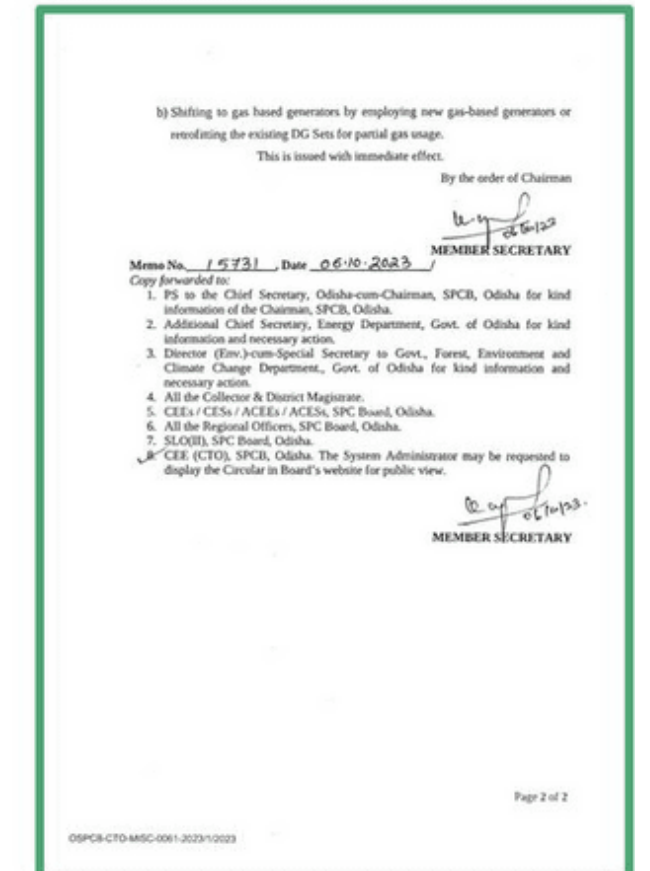 b) Shifting to gas based generators by employing new gas-based generators or
retrofitting the existing DG Sets for partial gas usage.
This is issued with immediate effect.
By the order of Chairman
06/10/23
MEMBER SECRETARY
Memo No. 15731 , Date 06.10.2023 /
Copy forwarded to:
1. PS to the Chief Secretary, Odisha-cum-Chairman, SPCB, Odisha for kind
information of the Chairman, SPCB, Odisha.
2. Additional Chief Secretary, Energy Department, Govt. of Odisha for kind
information and necessary action.
3. Director (Env.)-cum-Special Secretary to Govt., Forest, Environment and
Climate Change Department., Govt. of Odisha for kind information and
necessary action.
4. All the Collector & District Magistrate.
5. CEEs / CESs / ACEEs / ACESs, SPC Board, Odisha.
6. All the Regional Officers, SPC Board, Odisha.
7. SLO(II), SPC Board, Odisha.
8. CEE (CTO), SPCB, Odisha. The System Administrator may be requested to
display the Circular in Board's website for public view.
06/10/23.
MEMBER SECRETARY
Page 2 of 2
OSPCB-CTO-MISC-0061-2023/1/2023